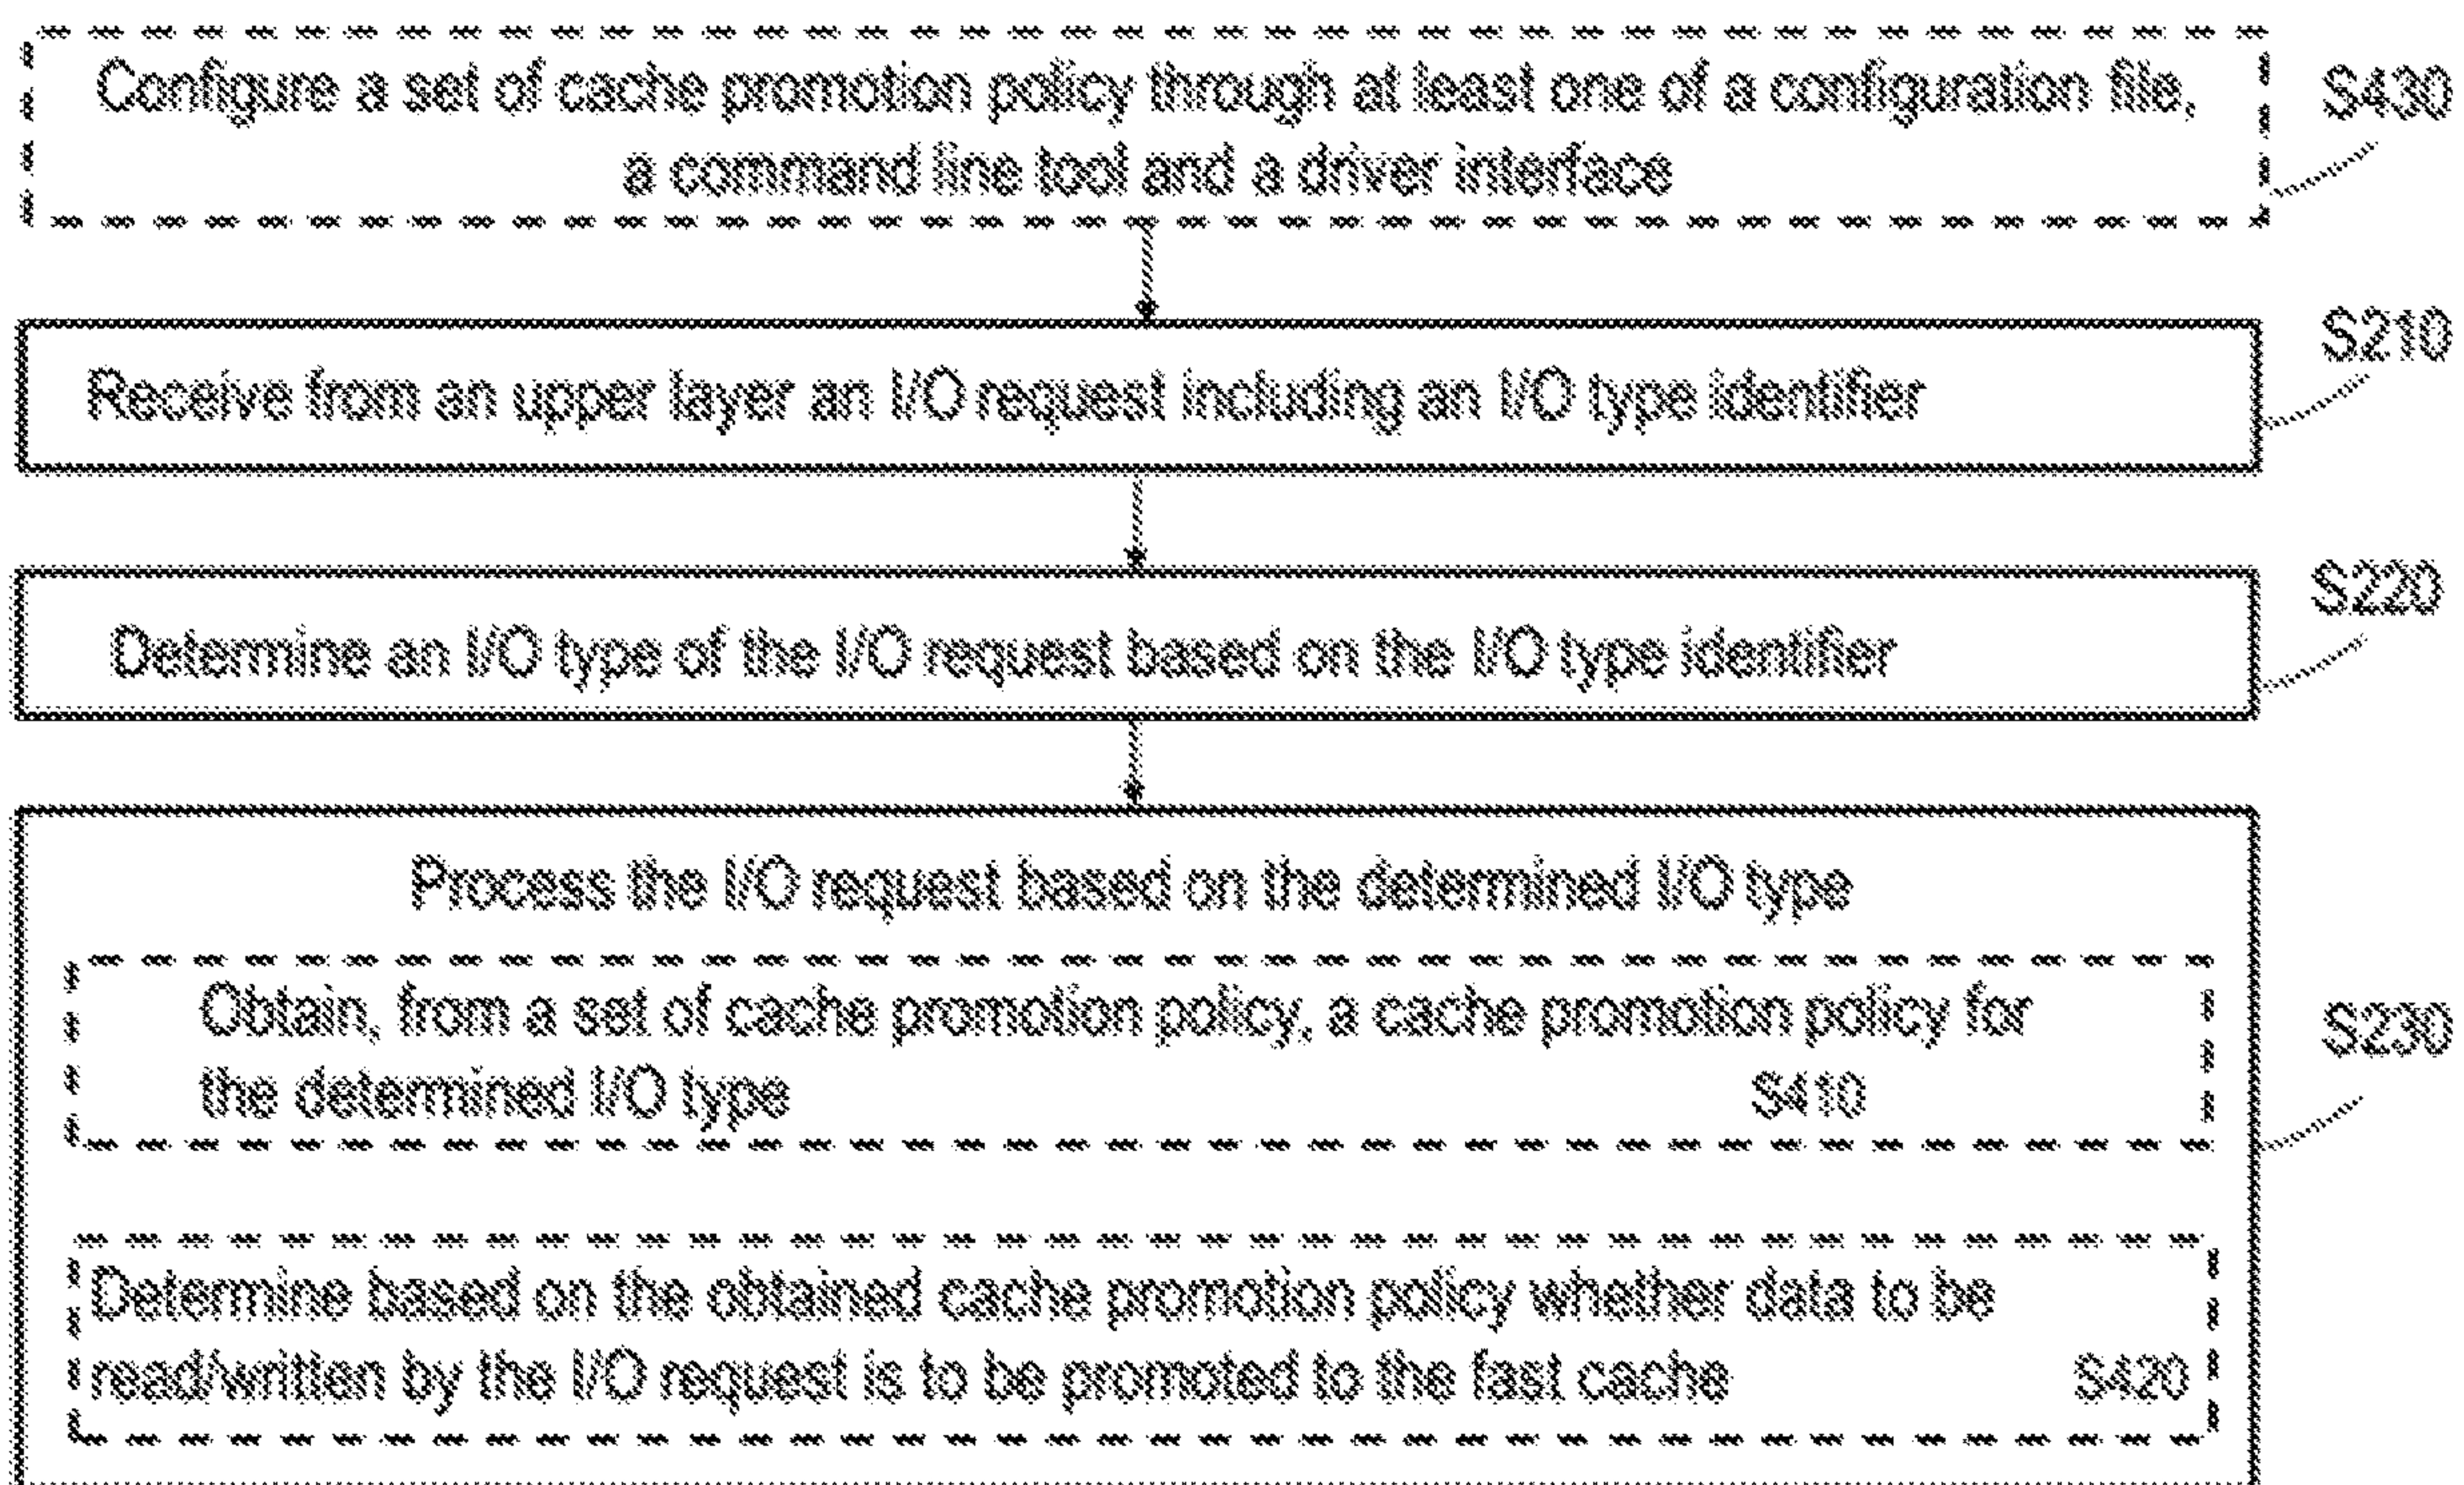 Configure a set of cache promotion policy through at least one of a configuration file,
a command line tool and a driver interface
S430
S210
Receive from an upper layer an I/O request including an I/O type identifier
S220
Determine an I/O type of the I/O request based on the I/O type identifier
Process the I/O request based on the determined I/O type
Obtain, from a set of cache promotion policy, a cache promotion policy for
the determined I/O type
S410
S230
Determine based on the obtained cache promotion policy whether data to be
read/written by the I/O request is to be promoted to the fast cache
S420